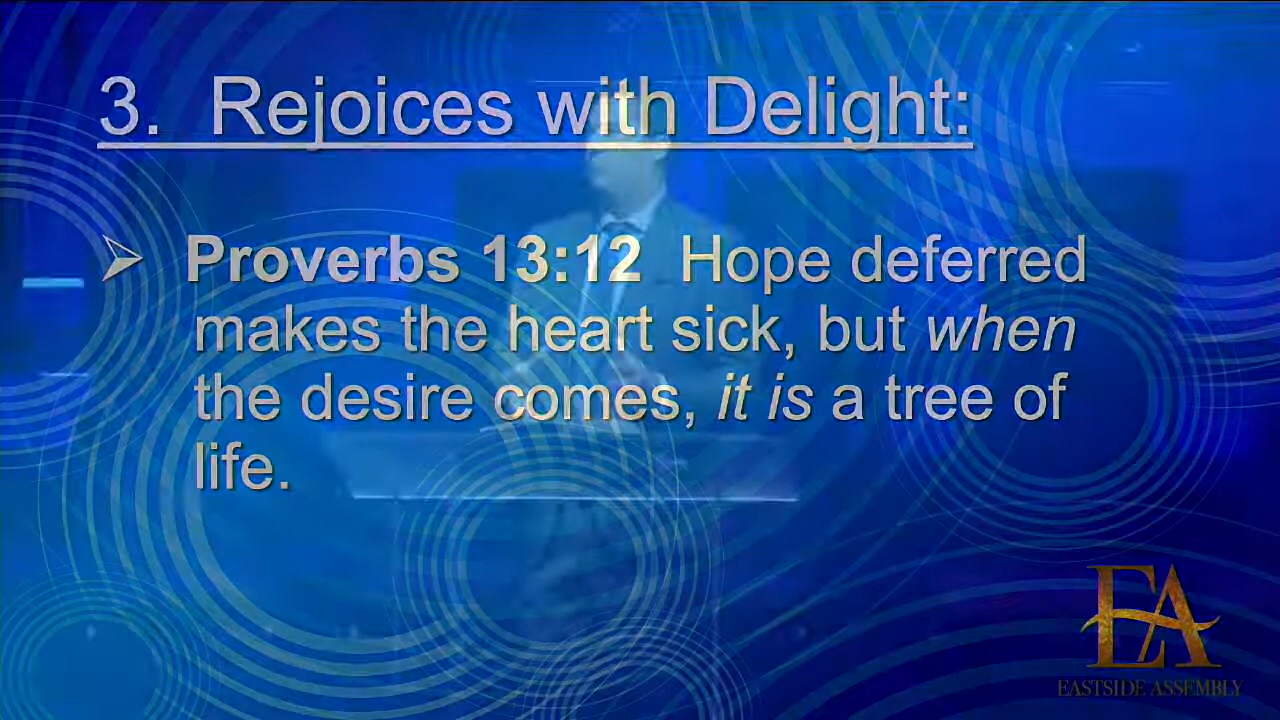 3. Rejoices with Delight:
Proverbs 13:12 Hope deferred
makes the heart sick, but when
the desire comes, it is a tree of
life.
EA
EASTSIDE ASSEMBLY